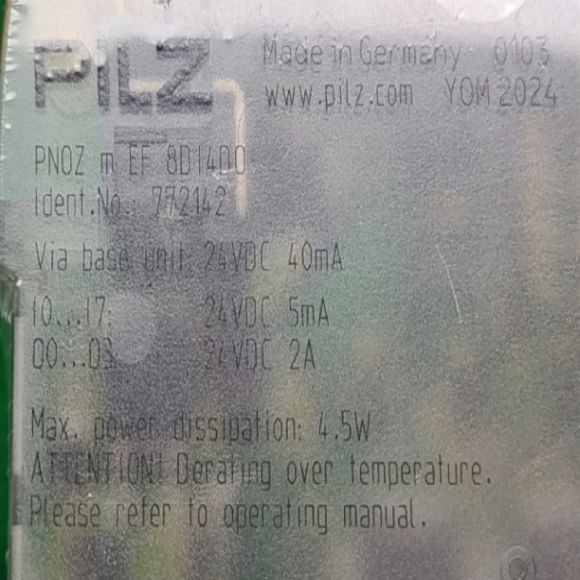 PILZ
Made in Germany 0103
www.pilz.com YOM 2024
PNOZ m EF 8DI4DO
Ident.No.: 772142
Via base unit: 24VDC 40mA
I0...I7: 24VDC 5mA
O0...O3: 24VDC 2A
Max. power dissipation: 4.5W
ATTENTION! Derating over temperature.
Please refer to operating manual.